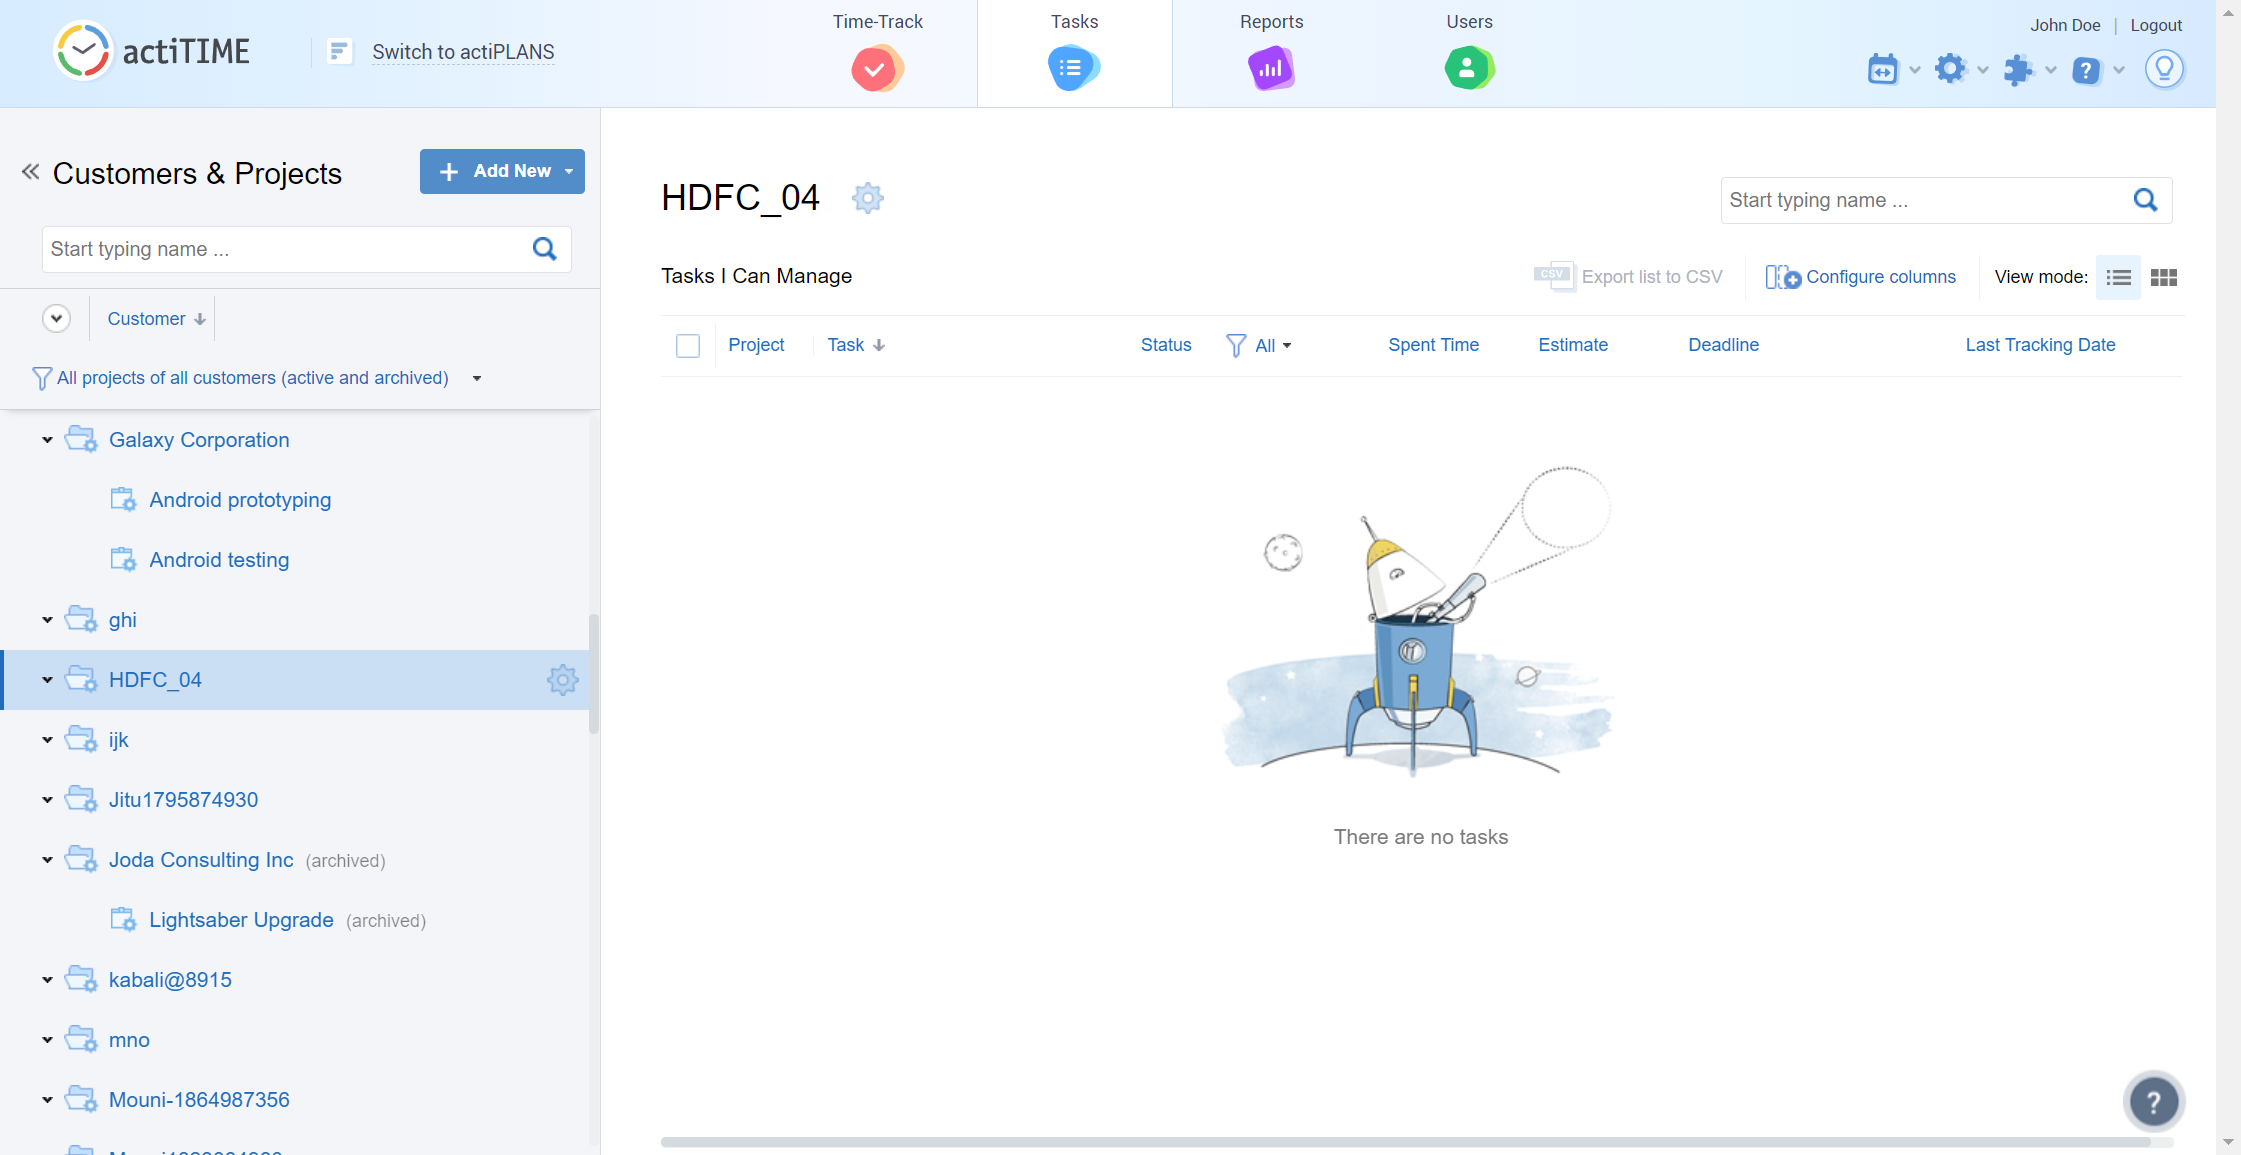 actiTIME
Switch to actiPLANS
Time-Track
Tasks
Reports
Users
John Doe | Logout
Customers & Projects
Add New
Start typing name ...
Customer
All projects of all customers (active and archived)
Galaxy Corporation
Android prototyping
Android testing
ghi
HDFC_04
ijk
Jitu1795874930
Joda Consulting Inc (archived)
Lightsaber Upgrade (archived)
kabali@8915
mno
Mouni-1864987356
HDFC_04
Start typing name ...
Tasks I Can Manage
CSV Export list to CSV
Configure columns
View mode:
Project Task Status All Spent Time Estimate Deadline Last Tracking Date
There are no tasks
?